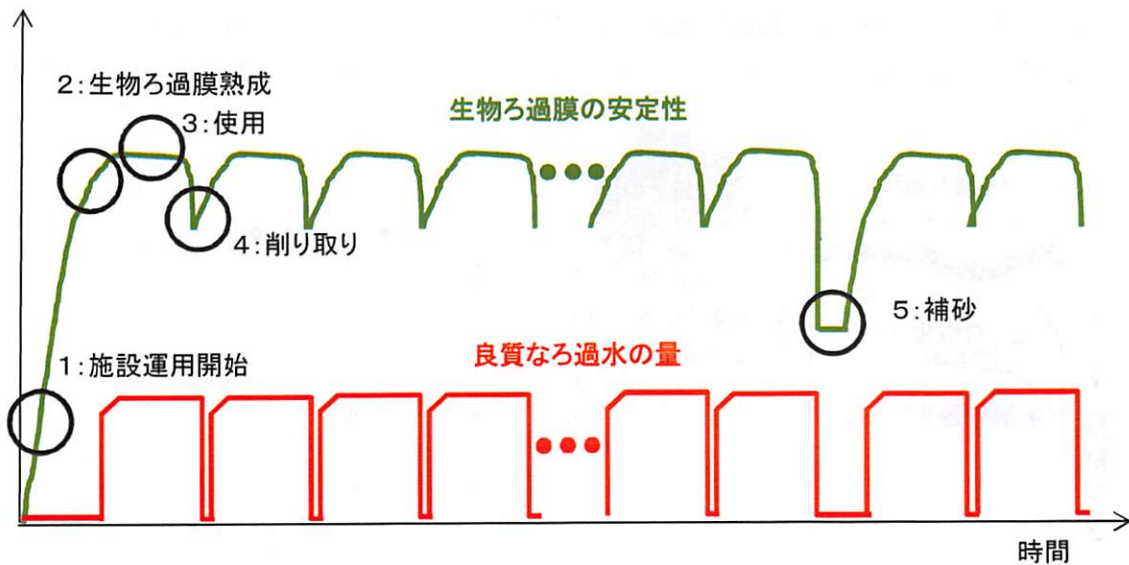 2:生物ろ過膜熟成
3:使用
生物ろ過膜の安定性
4:削り取り
5:補砂
1:施設運用開始
良質なろ過水の量
時間